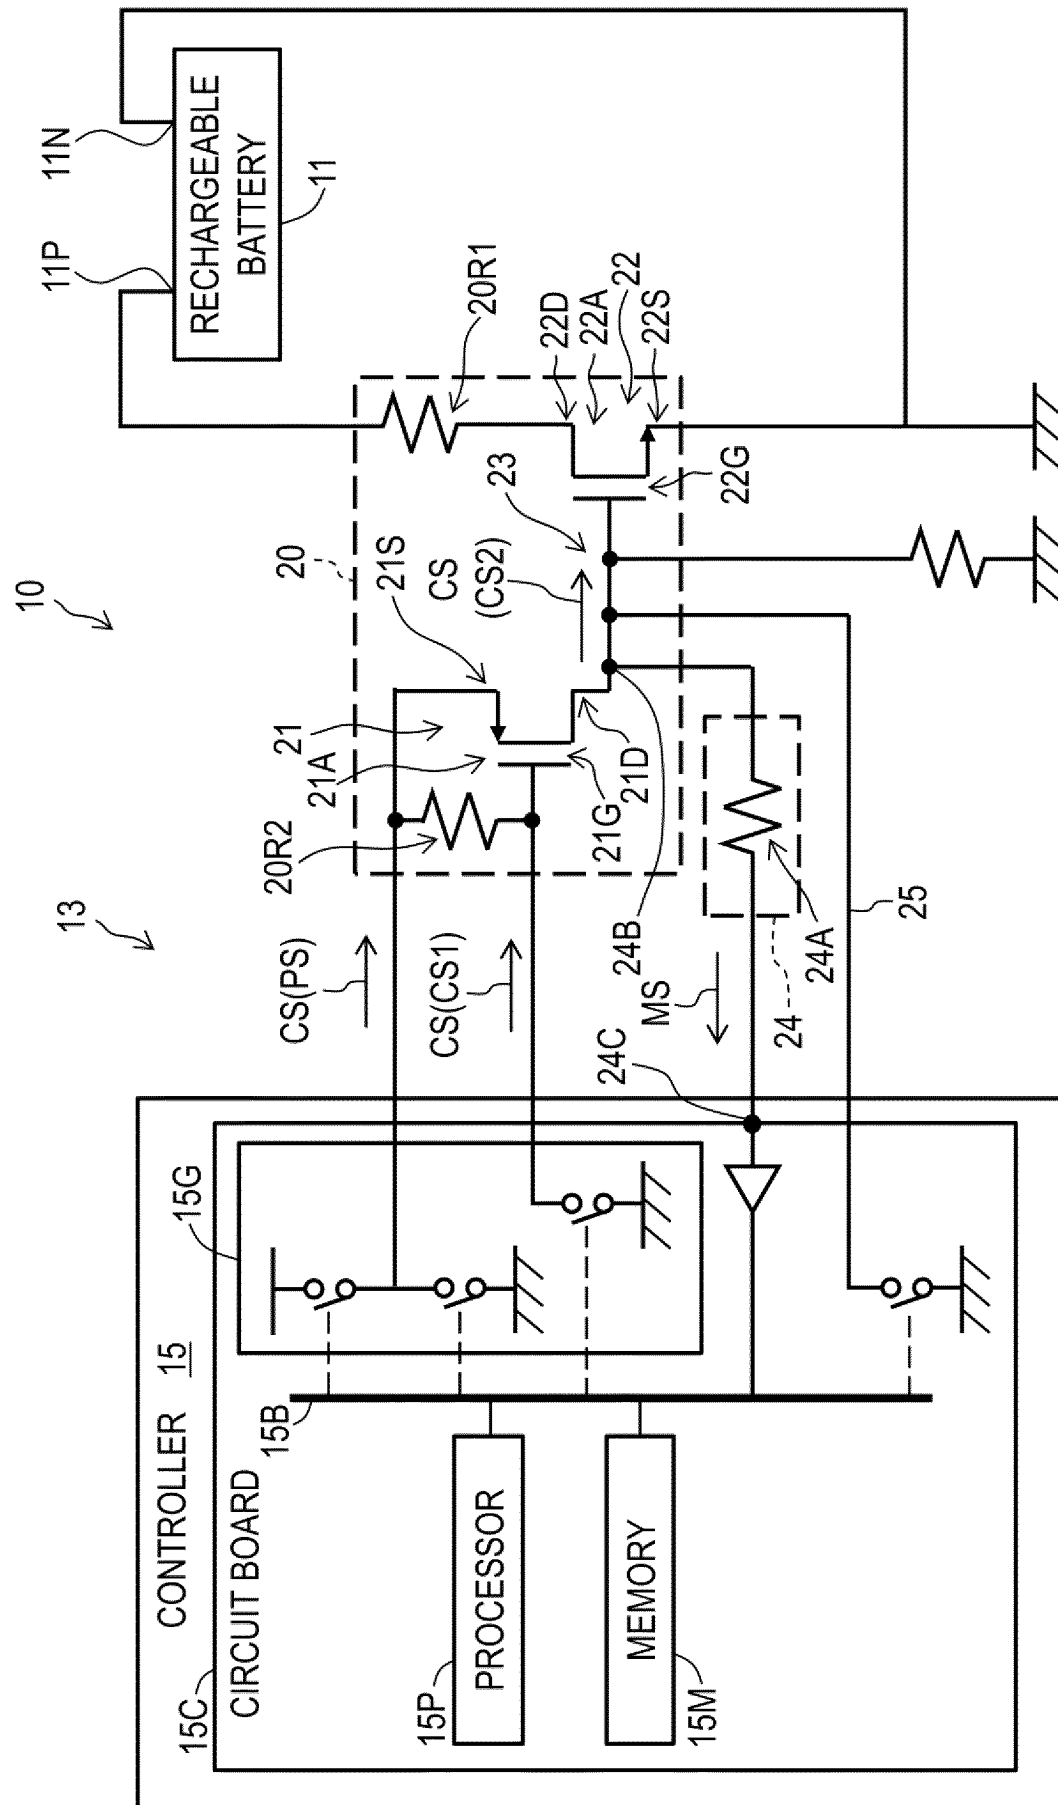 10
13
CONTROLLER 15
15C
CIRCUIT BOARD
15G
15B
PROCESSOR
15P
MEMORY
15M
CS(PS)
CS(CS1)
MS
24C
20
20R2
21
21A
21S
21G
21D
CS
(CS2)
23
24B
24
24A
25
20R1
22D
22A
22
22S
22G
11P
11N
RECHARGEABLE
BATTERY
11